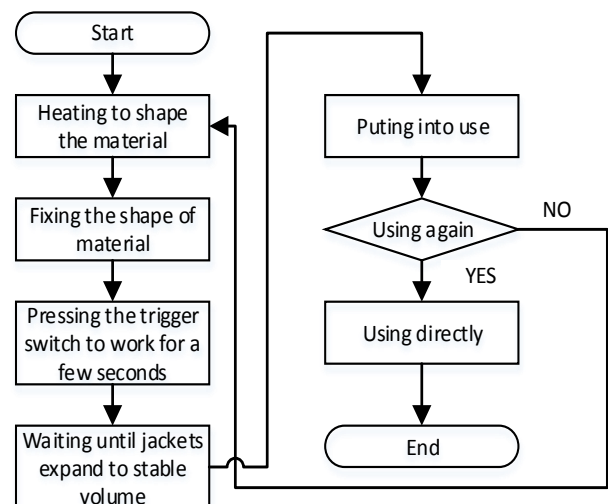 Start
Heating to shape
the material
Fixing the shape of
material
Pressing the trigger
switch to work for a
few seconds
Waiting until jackets
expand to stable
volume
Puting into use
Using again
NO
YES
Using directly
End